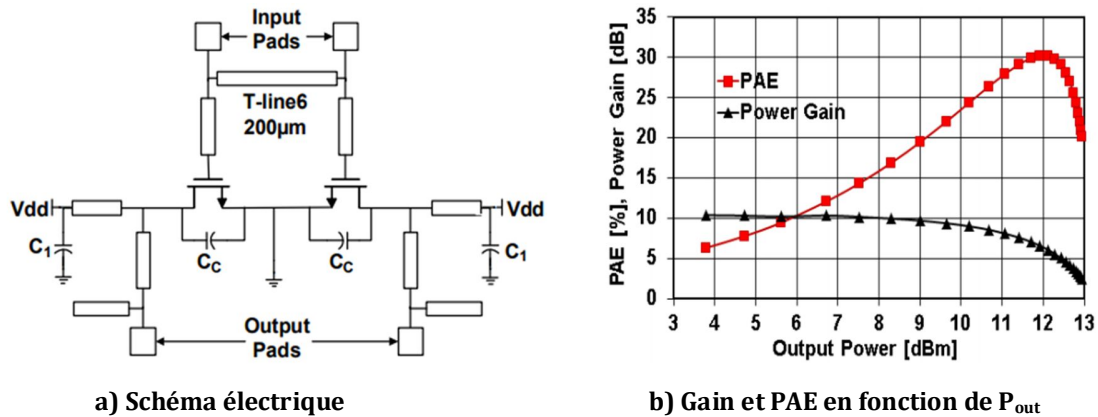 Input
Pads
T-line6
200μm
Vdd
Vdd
C1
CC
CC
C1
Output
Pads
a) Schéma électrique
PAE [%], Power Gain [dB]
35
30
25
20
15
10
5
0
PAE
Power Gain
3 4 5 6 7 8 9 10 11 12 13
Output Power [dBm]
b) Gain et PAE en fonction de Pout